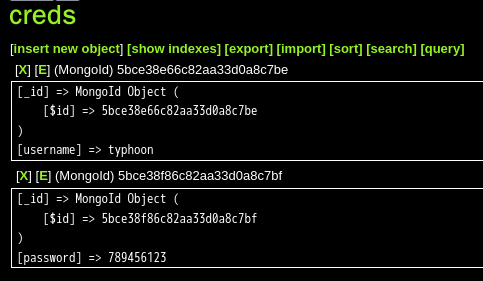 creds
[insert new object] [show indexes] [export] [import] [sort] [search] [query]
[X] [E] (MongoId) 5bce38e66c82aa33d0a8c7be
[_id] => MongoId Object (
[$id] => 5bce38e66c82aa33d0a8c7be
)
[username] => typhoon
[X] [E] (MongoId) 5bce38f86c82aa33d0a8c7bf
[_id] => MongoId Object (
[$id] => 5bce38f86c82aa33d0a8c7bf
)
[password] => 789456123